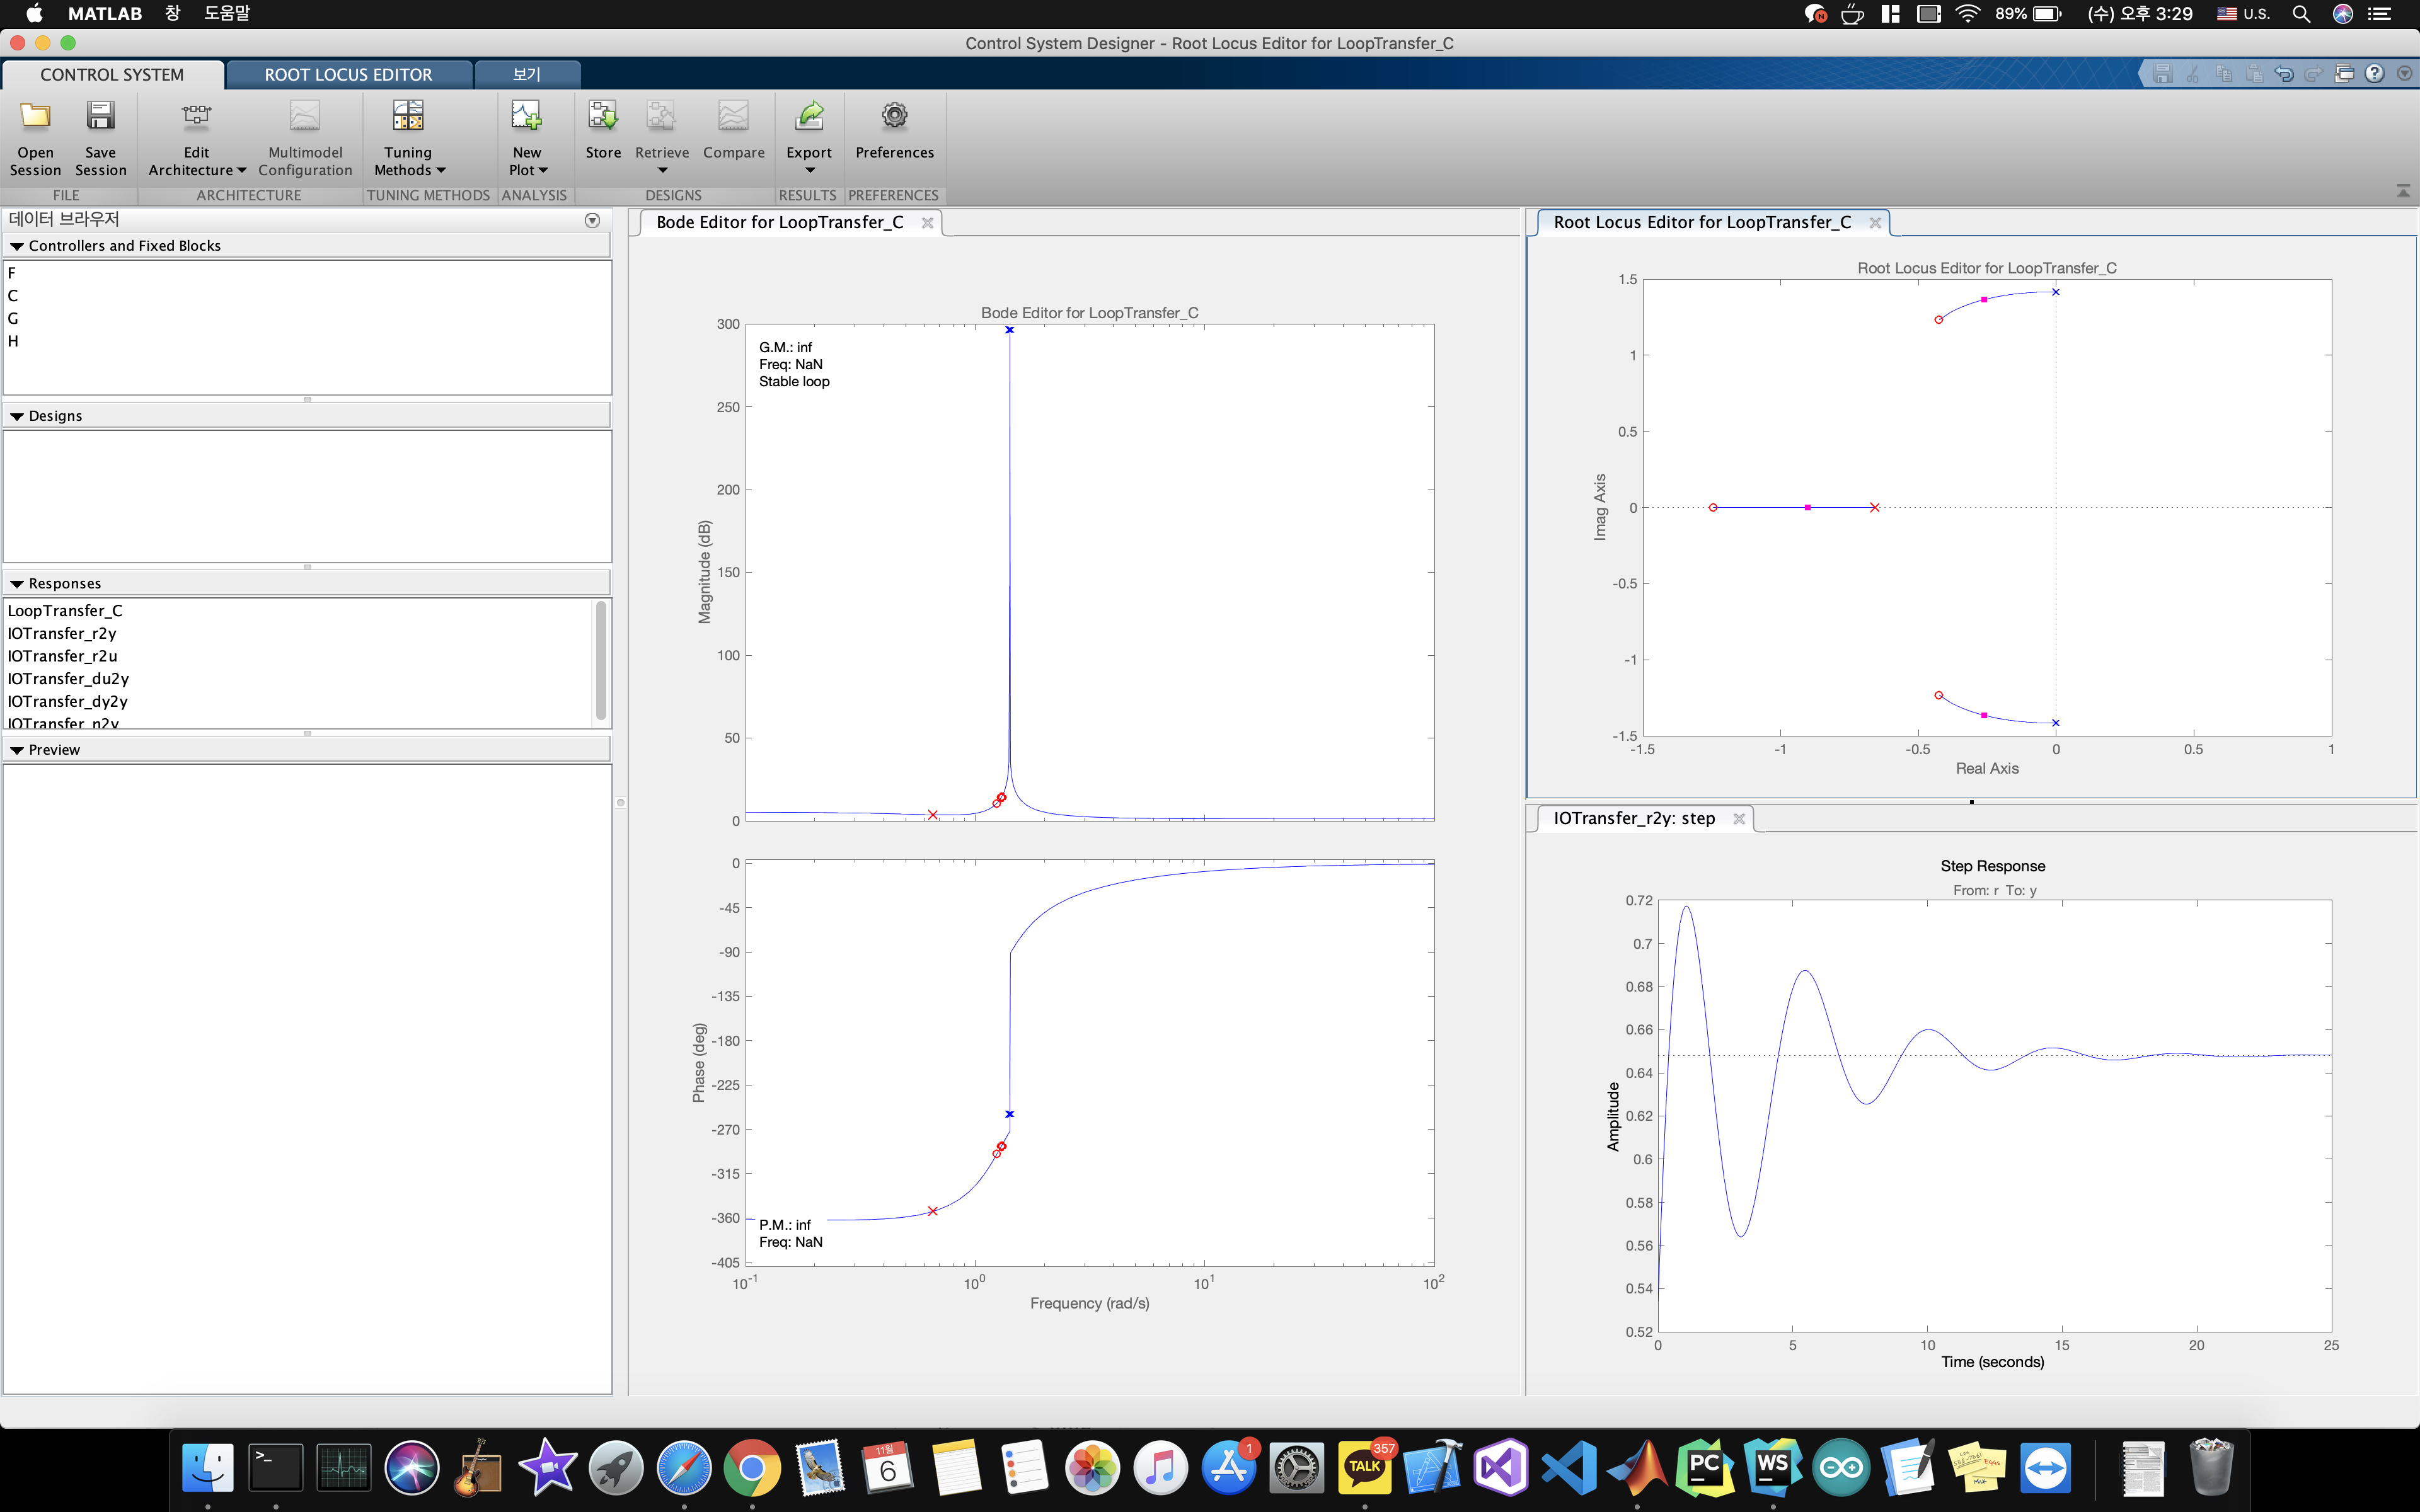 MATLAB 창 도움말
89% (수) 오후 3:29 U.S.
Control System Designer - Root Locus Editor for LoopTransfer_C
CONTROL SYSTEM ROOT LOCUS EDITOR 보기
Open Session
Save Session
Edit Architecture
Multimodel Configuration
Tuning Methods
New Plot
Store
Retrieve
Compare
Export
Preferences
FILE ARCHITECTURE TUNING METHODS ANALYSIS DESIGNS RESULTS PREFERENCES
데이터 브라우저
Controllers and Fixed Blocks
F
C
G
H
Designs
Responses
LoopTransfer_C
IOTransfer_r2y
IOTransfer_r2u
IOTransfer_du2y
IOTransfer_dy2y
IOTransfer_n2y
Preview
Bode Editor for LoopTransfer_C
Bode Editor for LoopTransfer_C
300
250
200
150
100
50
0
Magnitude (dB)
G.M.: inf
Freq: NaN
Stable loop
0
-45
-90
-135
-180
-225
-270
-315
-360
-405
Phase (deg)
P.M.: inf
Freq: NaN
10-1 100 101 102
Frequency (rad/s)
Root Locus Editor for LoopTransfer_C
Root Locus Editor for LoopTransfer_C
1.5
1
0.5
0
-0.5
-1
-1.5
Imag Axis
-1.5 -1 -0.5 0 0.5 1
Real Axis
IOTransfer_r2y: step
Step Response
From: r To: y
0.72
0.7
0.68
0.66
0.64
0.62
0.6
0.58
0.56
0.54
0.52
Amplitude
0 5 10 15 20 25
Time (seconds)
11월
6
1
TALK
357
PC
WS